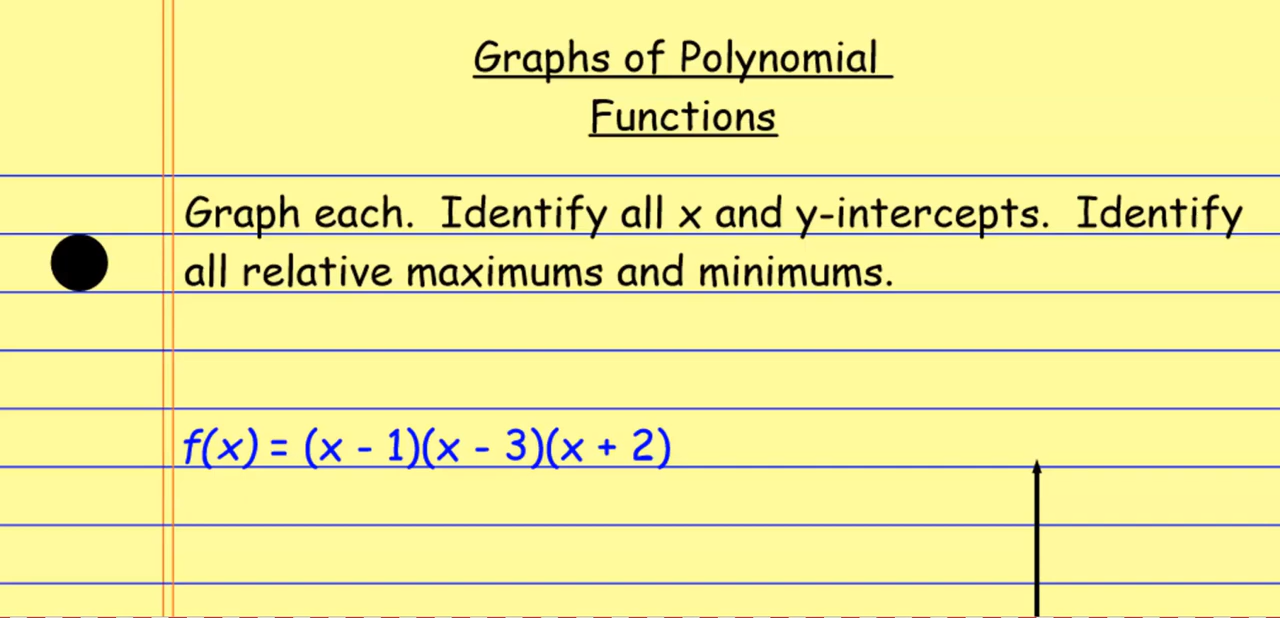 Graphs of Polynomial
Functions
Graph each. Identify all x and y-intercepts. Identify
all relative maximums and minimums.
f(x) = (x - 1)(x - 3)(x + 2)